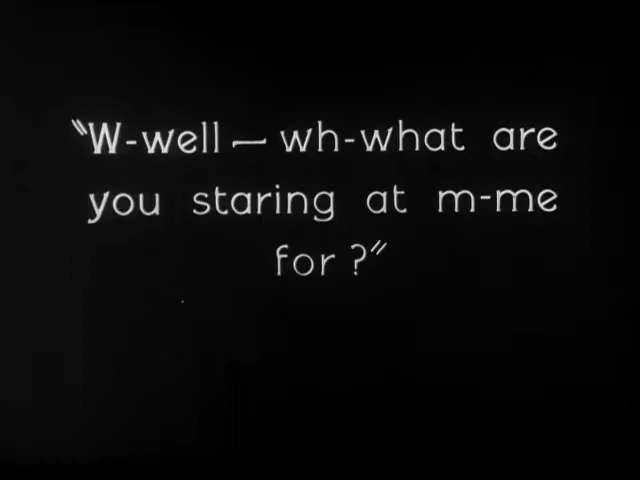 "W-well — wh-what are
you staring at m-me
for?"